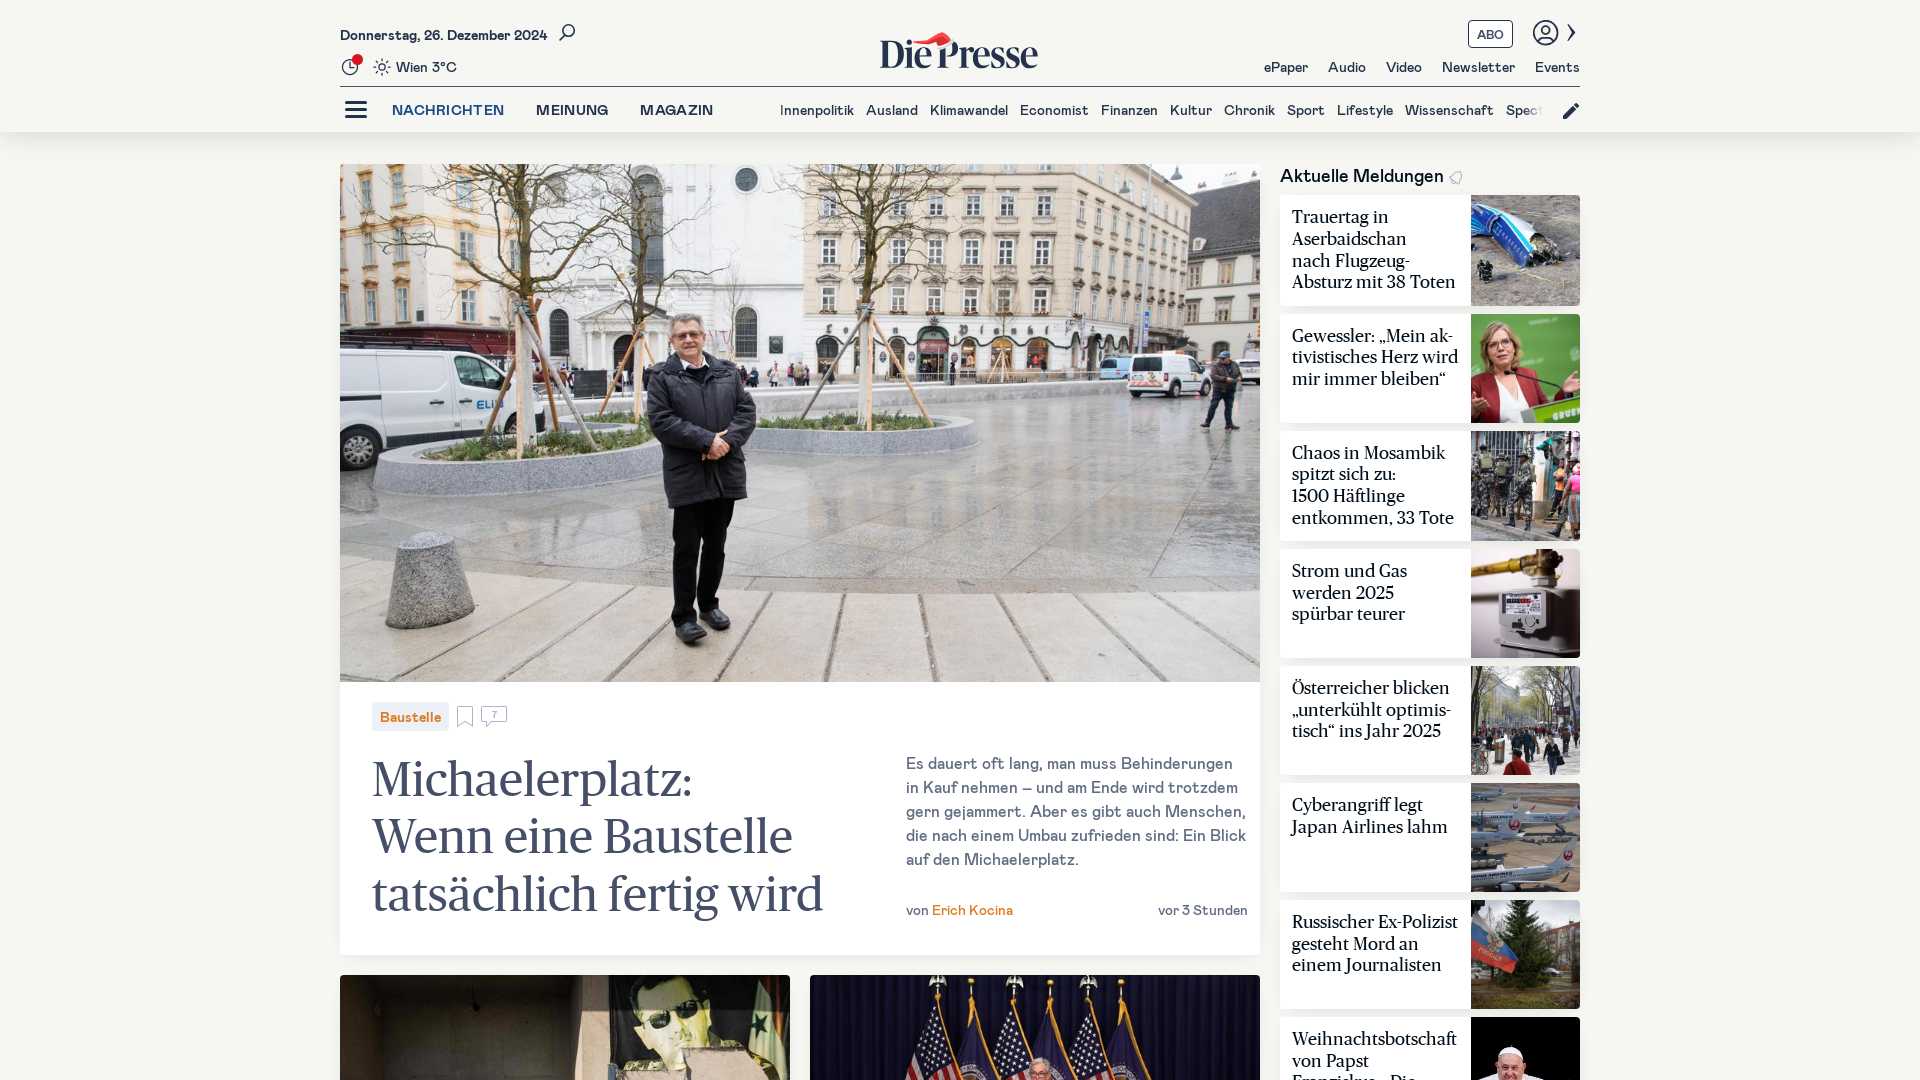 Donnerstag, 26. Dezember 2024
Wien 3°C
Die Presse
ABO
ePaper Audio Video Newsletter Events
NACHRICHTEN MEINUNG MAGAZIN
Innenpolitik Ausland Klimawandel Economist Finanzen Kultur Chronik Sport Lifestyle Wissenschaft
Baustelle
7
Michaelerplatz:
Wenn eine Baustelle
tatsächlich fertig wird
Es dauert oft lang, man muss Behinderungen
in Kauf nehmen – und am Ende wird trotzdem
gern gejammert. Aber es gibt auch Menschen,
die nach einem Umbau zufrieden sind: Ein Blick
auf den Michaelerplatz.
von Erich Kocina
vor 3 Stunden
Aktuelle Meldungen
Trauertag in
Aserbaidschan
nach Flugzeug-
Absturz mit 38 Toten
Gewessler: „Mein ak-
tivistisches Herz wird
mir immer bleiben“
Chaos in Mosambik
spitzt sich zu:
1500 Häftlinge
entkommen, 33 Tote
Strom und Gas
werden 2025
spürbar teurer
Österreicher blicken
„unterkühlt optimis-
tisch“ ins Jahr 2025
Cyberangriff legt
Japan Airlines lahm
Russischer Ex-Polizist
gesteht Mord an
einem Journalisten
Weihnachtsbotschaft
von Papst